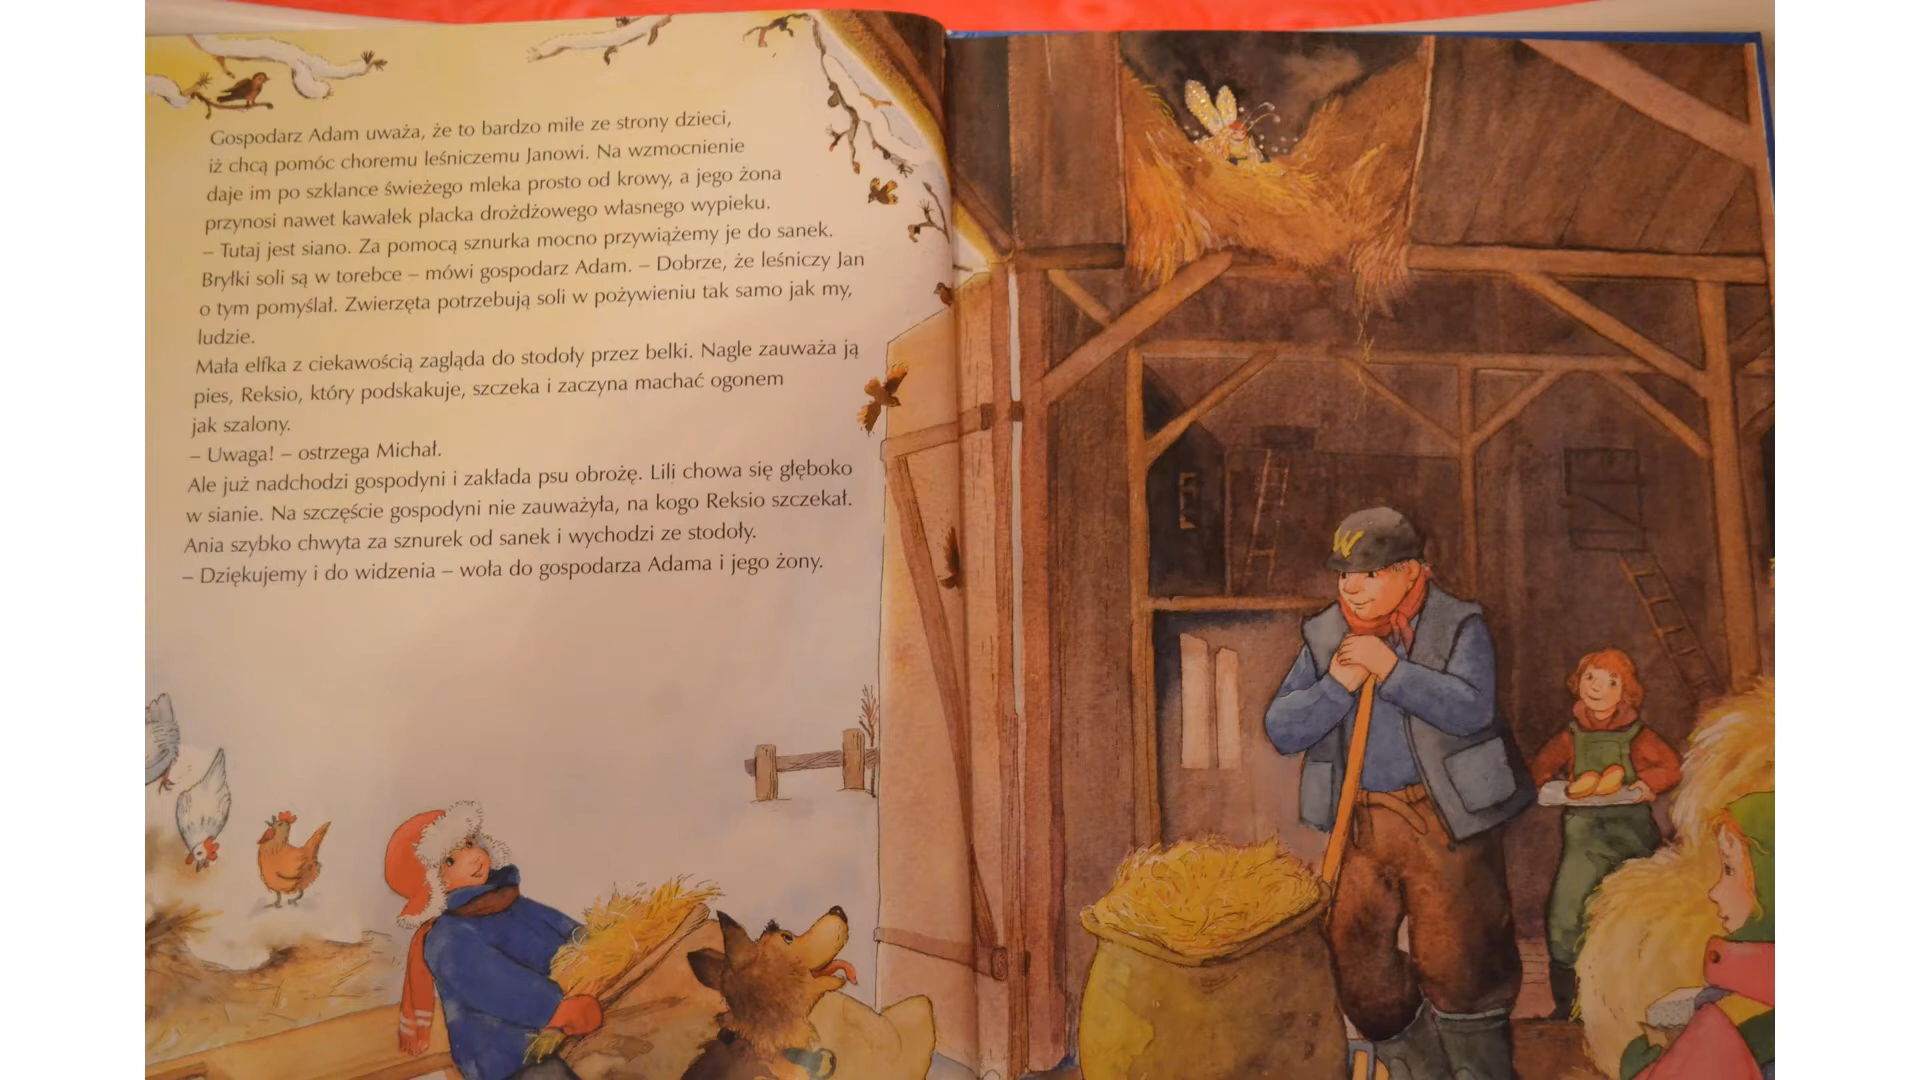 Gospodarz Adam uważa, że to bardzo miłe ze strony dzieci,
iż chcą pomóc choremu leśniczemu Janowi. Na wzmocnienie
daje im po szklance świeżego mleka prosto od krowy, a jego żona
przynosi nawet kawałek placka drożdżowego własnego wypieku.
– Tutaj jest siano. Za pomocą sznurka mocno przywiążemy je do sanek.
Bryłki soli są w torebce – mówi gospodarz Adam. – Dobrze, że leśniczy Jan
o tym pomyślał. Zwierzęta potrzebują soli w pożywieniu tak samo jak my,
ludzie.
Mała elfka z ciekawością zagląda do stodoły przez belki. Nagle zauważa ją
pies, Reksio, który podskakuje, szczeka i zaczyna machać ogonem
jak szalony.
– Uwaga! – ostrzega Michał.
Ale już nadchodzi gospodyni i zakłada psu obrożę. Lili chowa się głęboko
w sianie. Na szczęście gospodyni nie zauważyła, na kogo Reksio szczekał.
Ania szybko chwyta za sznurek od sanek i wychodzi ze stodoły.
– Dziękujemy i do widzenia – woła do gospodarza Adama i jego żony.
W